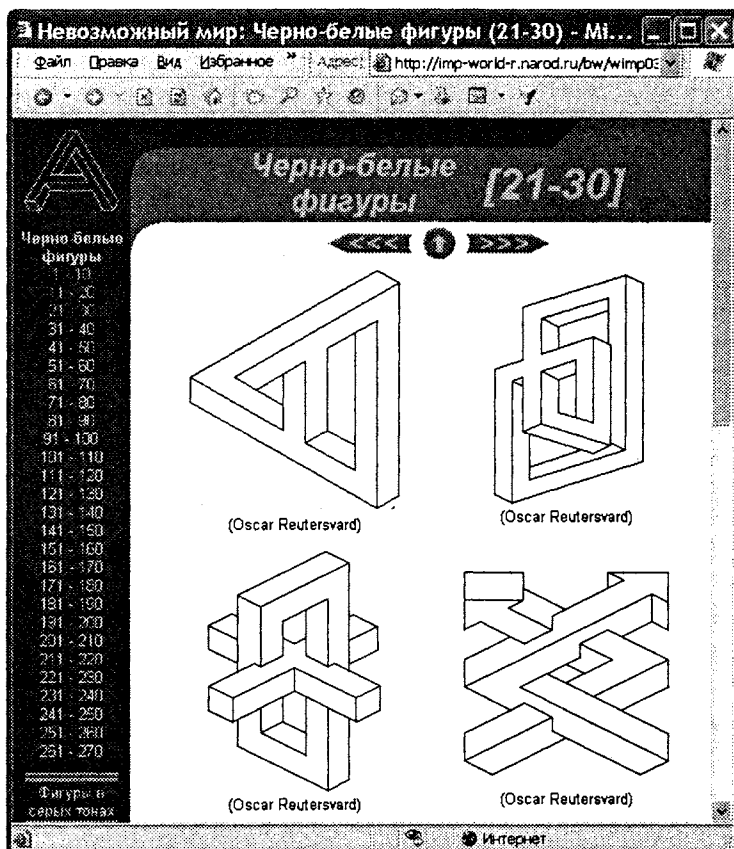 Невозможный мир: Черно-белые фигуры (21-30) - Mi...
Файл Правка Вид Избранное » Адрес: http://imp-world-r.narod.ru/bw/wimp03
Черно-белые
фигуры
[21-30]
<<< >>>
Черно белые
фигуры
1 - 10
11 - 20
21 - 30
31 - 40
41 - 50
51 - 60
61 - 70
71 - 80
81 - 90
91 - 100
101 - 110
111 - 120
121 - 130
131 - 140
141 - 150
151 - 160
161 - 170
171 - 180
181 - 190
191 - 200
201 - 210
211 - 220
221 - 230
231 - 240
241 - 250
251 - 260
261 - 270
Фигуры в
серых тонах
(Oscar Reutersvard)
(Oscar Reutersvard)
(Oscar Reutersvard)
(Oscar Reutersvard)
Интернет